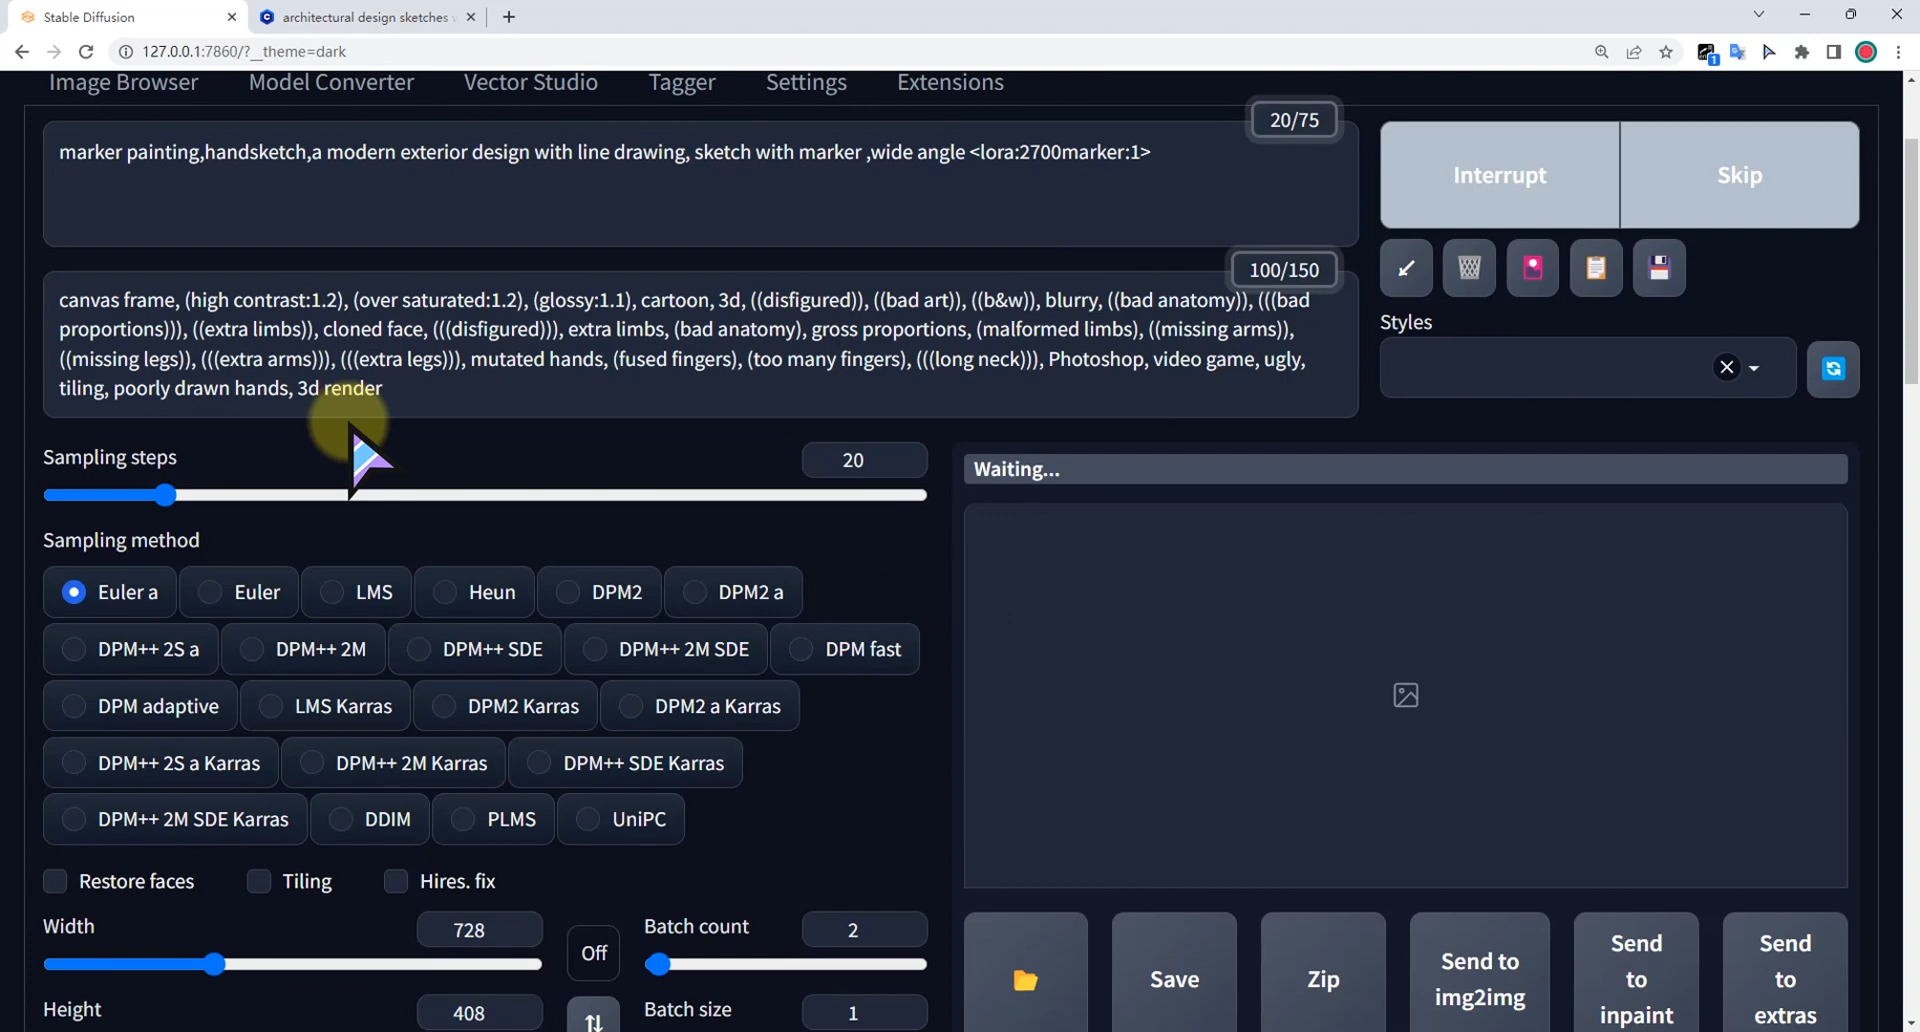 Stable Diffusion
architectural design sketches
127.0.0.1:7860/?__theme=dark
1
Image Browser
Model Converter
Vector Studio
Tagger
Settings
Extensions
20/75
marker painting,handsketch,a modern exterior design with line drawing, sketch with marker ,wide angle <lora:2700marker:1>
Interrupt
Skip
100/150
canvas frame, (high contrast:1.2), (over saturated:1.2), (glossy:1.1), cartoon, 3d, ((disfigured)), ((bad art)), ((b&w)), blurry, ((bad anatomy)), (((bad
proportions))), ((extra limbs)), cloned face, (((disfigured))), extra limbs, (bad anatomy), gross proportions, (malformed limbs), ((missing arms)),
((missing legs)), (((extra arms))), (((extra legs))), mutated hands, (fused fingers), (too many fingers), (((long neck))), Photoshop, video game, ugly,
tiling, poorly drawn hands, 3d render
Styles
Sampling steps
20
Waiting...
Sampling method
Euler a
Euler
LMS
Heun
DPM2
DPM2 a
DPM++ 2S a
DPM++ 2M
DPM++ SDE
DPM++ 2M SDE
DPM fast
DPM adaptive
LMS Karras
DPM2 Karras
DPM2 a Karras
DPM++ 2S a Karras
DPM++ 2M Karras
DPM++ SDE Karras
DPM++ 2M SDE Karras
DDIM
PLMS
UniPC
Restore faces
Tiling
Hires. fix
Width
728
Off
Batch count
2
Height
408
Batch size
1
Save
Zip
Send to
img2img
Send
to
inpaint
Send
to
extras